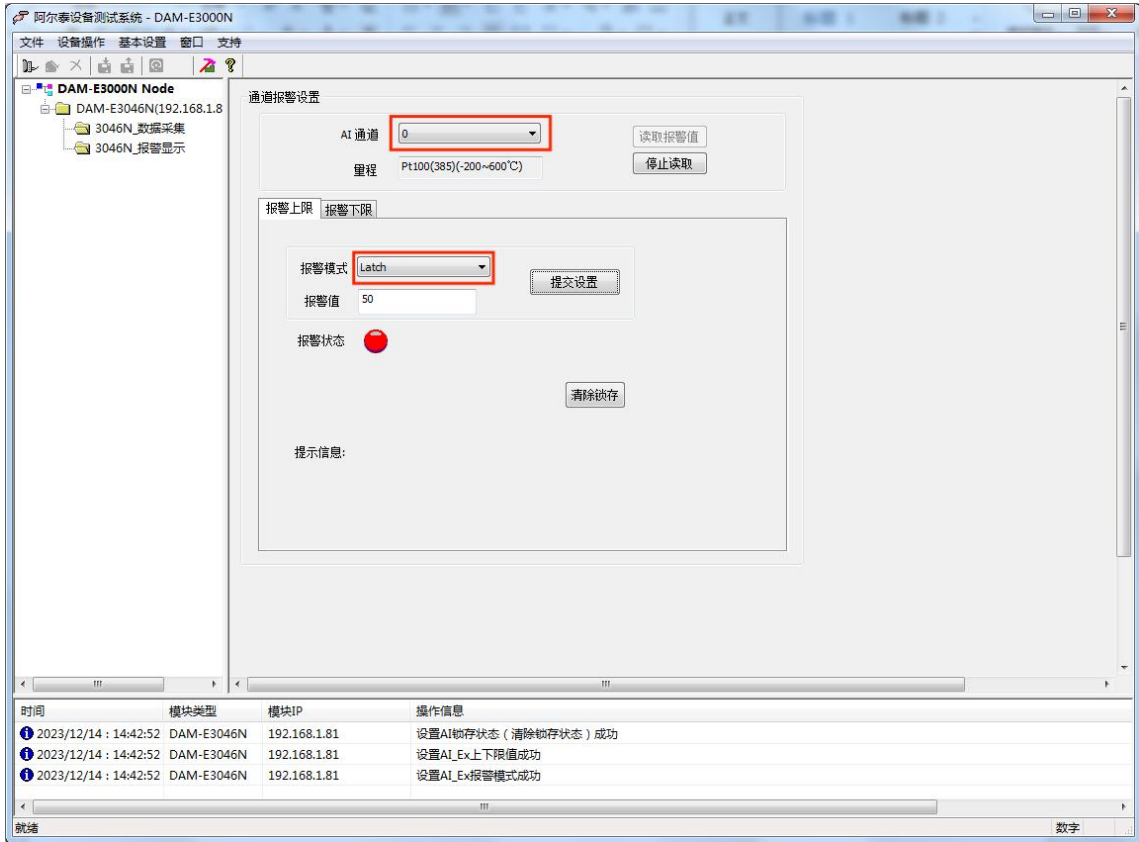 阿尔泰设备测试系统 - DAM-E3000N
文件 设备操作 基本设置 窗口 支持
DAM-E3000N Node
DAM-E3046N(192.168.1.8
3046N_数据采集
3046N_报警显示
通道报警设置
AI 通道 0 读取报警值
量程 Pt100(385)(-200~600℃) 停止读取
报警上限 报警下限
报警模式 Latch 提交设置
报警值 50
报警状态
清除锁存
提示信息:
时间 模块类型 模块IP 操作信息
2023/12/14 : 14:42:52 DAM-E3046N 192.168.1.81 设置AI锁存状态 ( 清除锁存状态 ) 成功
2023/12/14 : 14:42:52 DAM-E3046N 192.168.1.81 设置AI_Ex上下限值成功
2023/12/14 : 14:42:52 DAM-E3046N 192.168.1.81 设置AI_Ex报警模式成功
就绪 数字